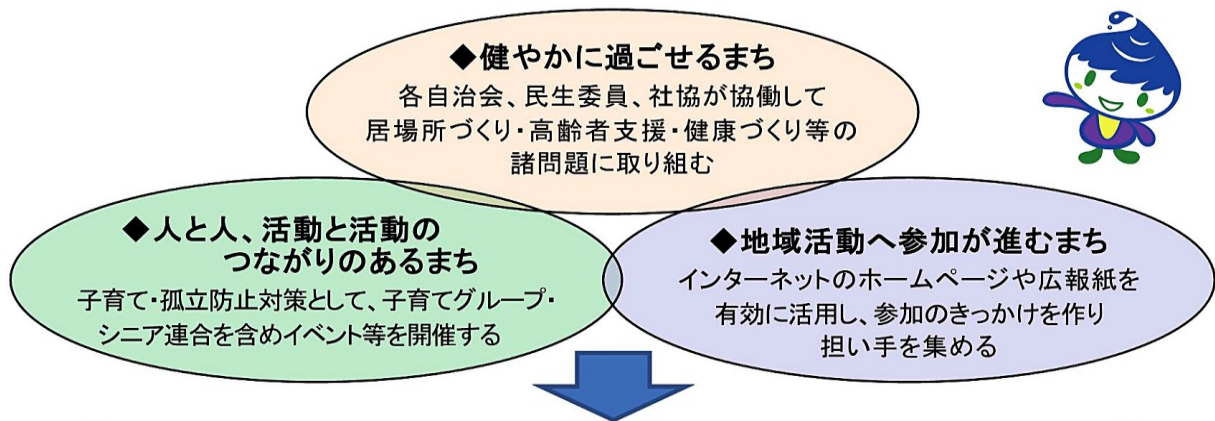 ◆健やかに過ごせるまち
各自治会、民生委員、社協が協働して
居場所づくり・高齢者支援・健康づくり等の
諸問題に取り組む
◆人と人、活動と活動の
つながりのあるまち
子育て・孤立防止対策として、子育てグループ・
シニア連合を含めイベント等を開催する
◆地域活動へ参加が進むまち
インターネットのホームページや広報紙を
有効に活用し、参加のきっかけを作り
担い手を集める